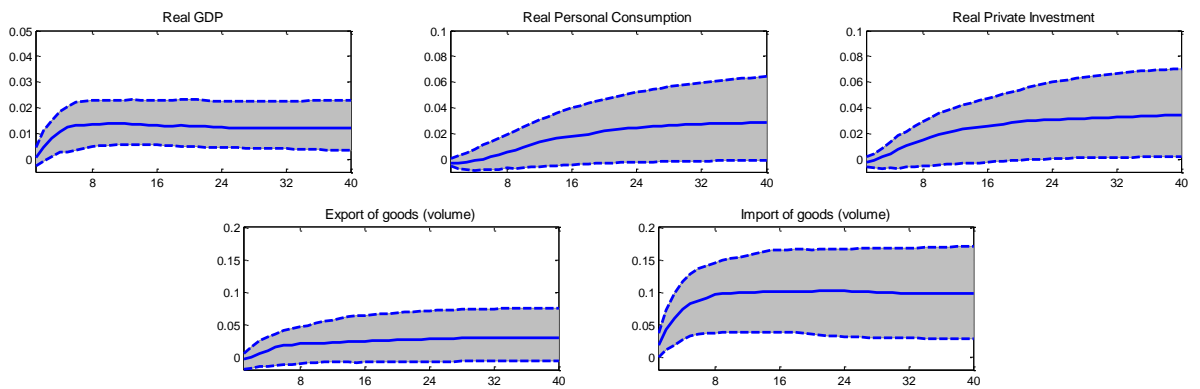 Real GDP
0.05
0.04
0.03
0.02
0.01
0
8 16 24 32 40
Real Personal Consumption
0.1
0.08
0.06
0.04
0.02
0
8 16 24 32 40
Real Private Investment
0.1
0.08
0.06
0.04
0.02
0
8 16 24 32 40
Export of goods (volume)
0.2
0.15
0.1
0.05
0
8 16 24 32 40
Import of goods (volume)
0.2
0.15
0.1
0.05
0
8 16 24 32 40